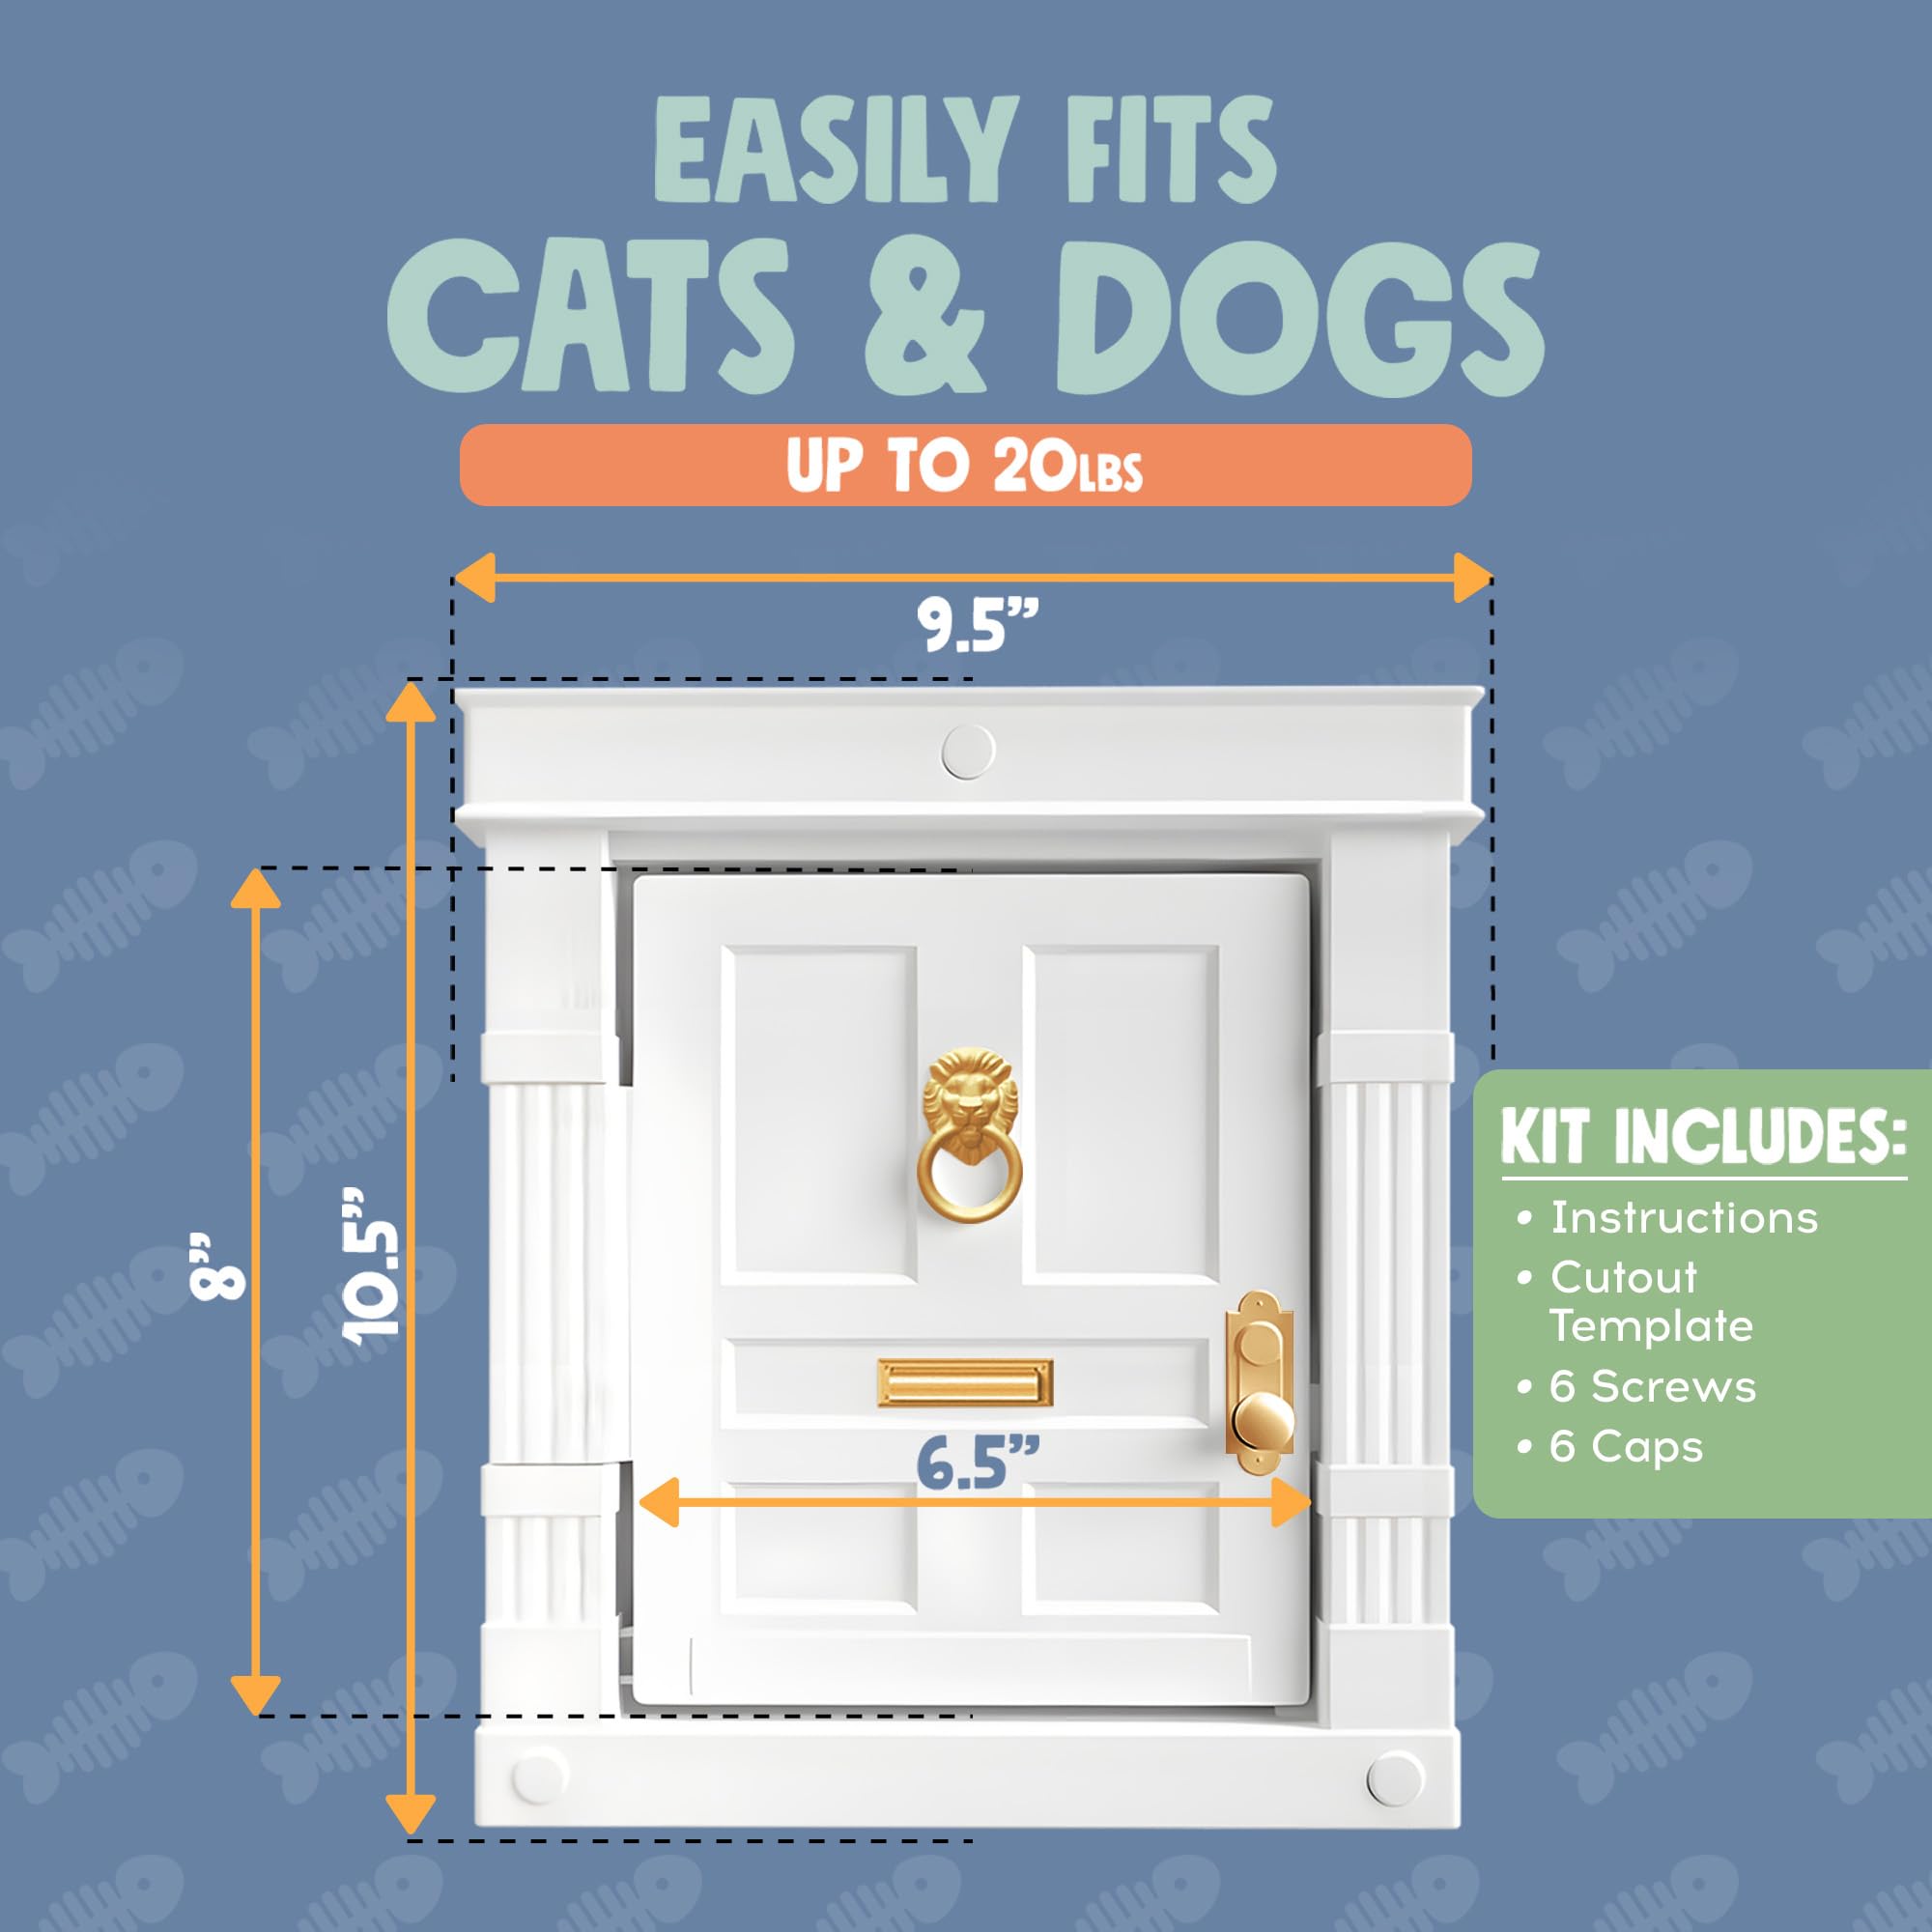 EASILY FITS
CATS & DOGS
UP TO 20LBS
9.5”
8”
10.5”
6.5”
KIT INCLUDES:
• Instructions
• Cutout
Template
• 6 Screws
• 6 Caps